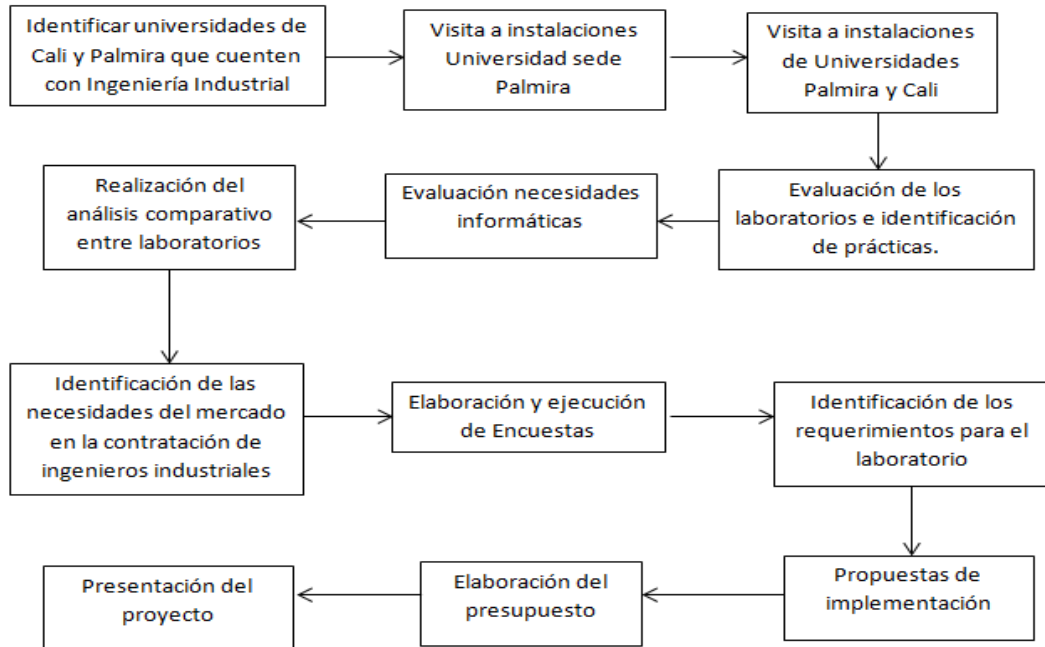 Identificar universidades de
Cali y Palmira que cuenten
con Ingeniería Industrial
Visita a instalaciones
Universidad sede
Palmira
Visita a instalaciones
de Universidades
Palmira y Cali
Evaluación de los
laboratorios e identificación
de prácticas.
Evaluación necesidades
informáticas
Realización del
análisis comparativo
entre laboratorios
Identificación de las
necesidades del mercado
en la contratación de
ingenieros industriales
Elaboración y ejecución
de Encuestas
Identificación de los
requerimientos para el
laboratorio
Propuestas de
implementación
Elaboración del
presupuesto
Presentación del
proyecto